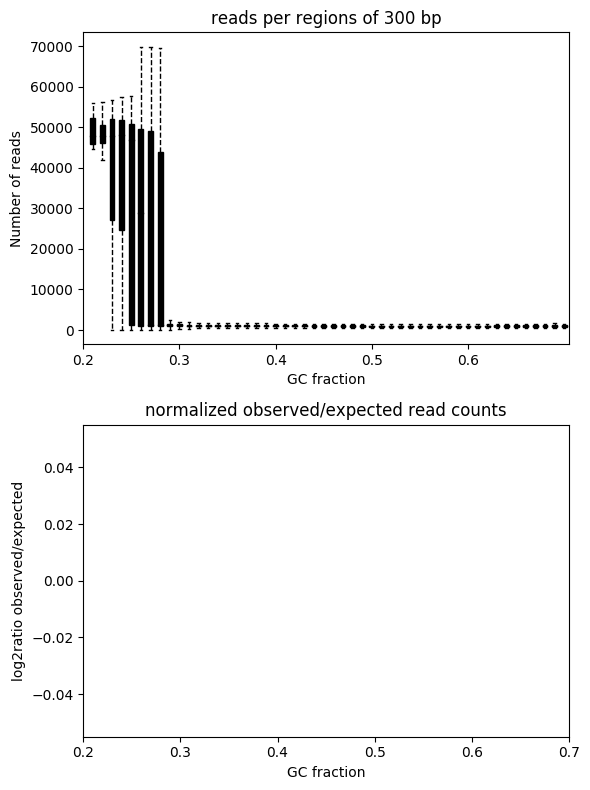 reads per regions of 300 bp
70000
60000
50000
40000
30000
20000
10000
0
Number of reads
0.2 0.3 0.4 0.5 0.6
GC fraction
normalized observed/expected read counts
0.04
0.02
0.00
−0.02
−0.04
log2ratio observed/expected
0.2 0.3 0.4 0.5 0.6 0.7
GC fraction